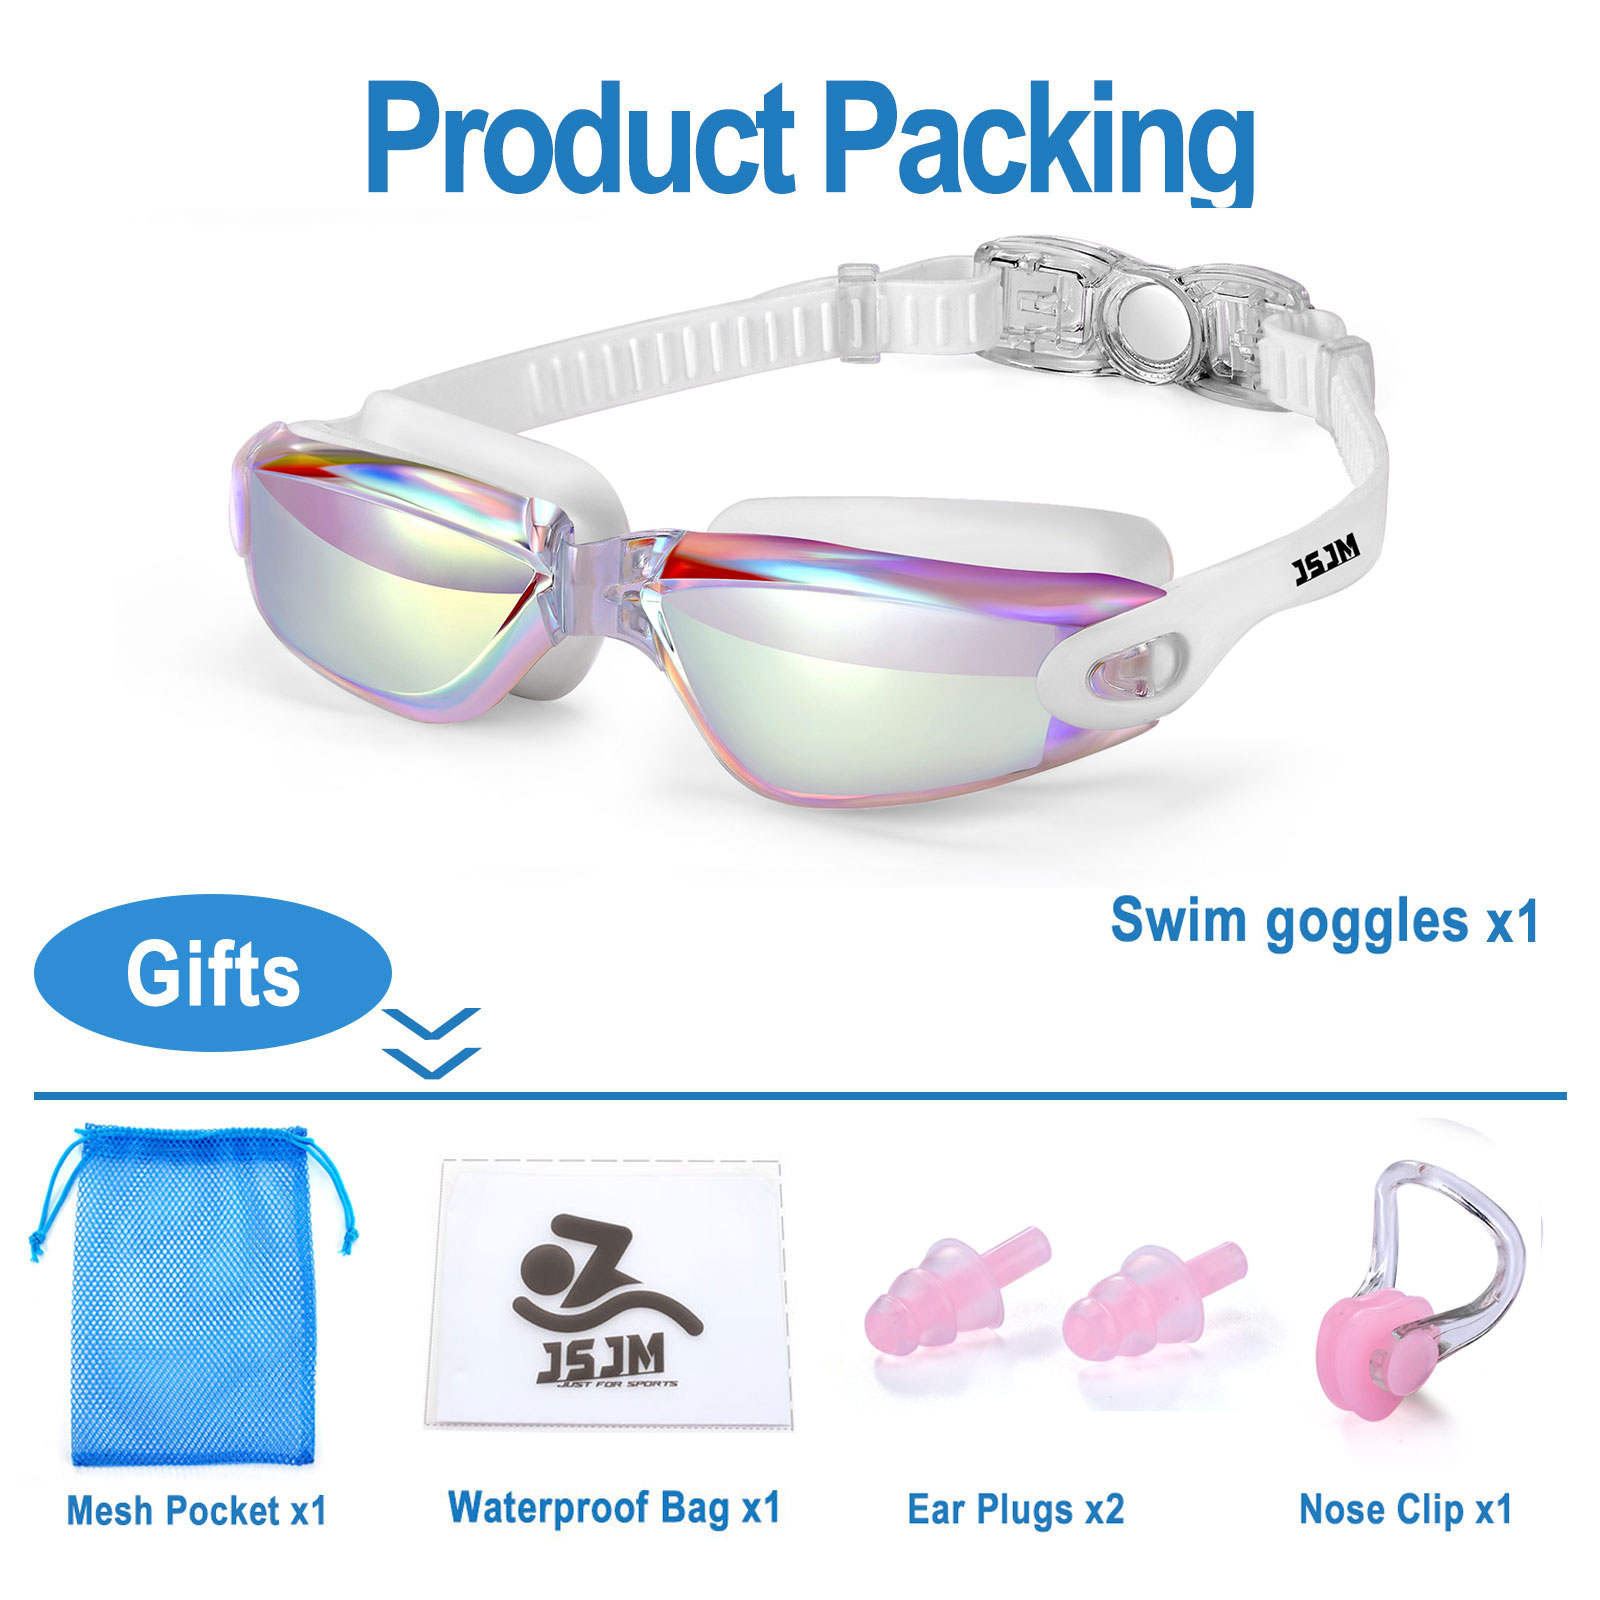 Product Packing
JSJM
Swim goggles x1
Gifts
JSJM
JUST FOR SPORTS
Mesh Pocket x1
Waterproof Bag x1
Ear Plugs x2
Nose Clip x1